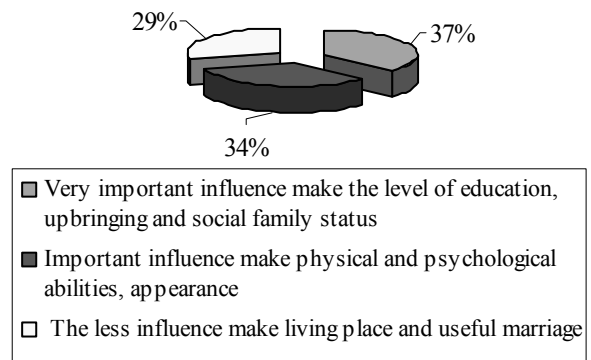 29%
37%
34%
Very important influence make the level of education,
upbringing and social family status
Important influence make physical and psychological
abilities, appearance
The less influence make living place and useful marriage